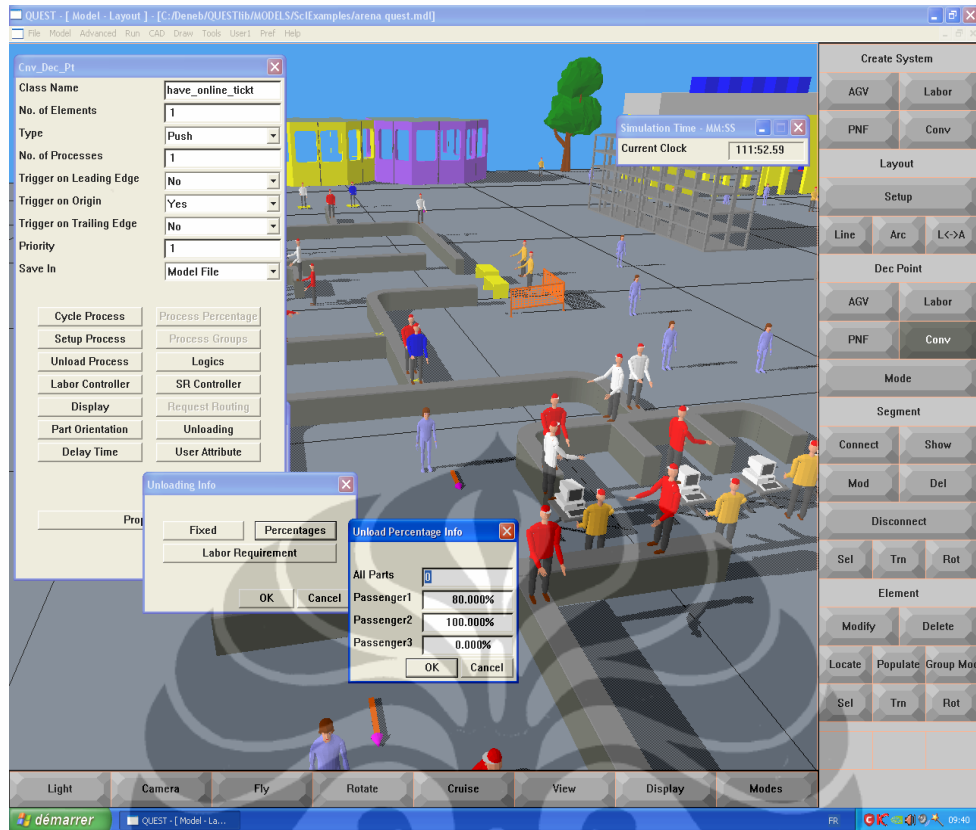 QUEST - [ Model - Layout ] - [C:/Deneb/QUESTlib/MODELS/SclExamples/arena quest.mdl]
File Model Advanced Run CAD Draw Tools User1 Pref Help
Cnv_Dec_Pt
Class Name have_online_tickt
No. of Elements 1
Type Push
No. of Processes 1
Trigger on Leading Edge No
Trigger on Origin Yes
Trigger on Trailing Edge No
Priority 1
Save In Model File
Cycle Process Process Percentage
Setup Process Process Groups
Unload Process Logics
Labor Controller SR Controller
Display Request Routing
Part Orientation Unloading
Delay Time User Attribute
Simulation Time - MM:SS
Current Clock 111:52.59
Unloading Info
Fixed Percentages
Labor Requirement
OK Cancel
Unload Percentage Info
All Parts 0
Passenger1 80.000%
Passenger2 100.000%
Passenger3 0.000%
OK Cancel
Create System
AGV Labor
PNF Conv
Layout
Setup
Line Arc L<->A
Dec Point
AGV Labor
PNF Conv
Mode
Segment
Connect Show
Mod Del
Disconnect
Sel Trn Rot
Element
Modify Delete
Locate Populate Group Mod
Sel Trn Rot
Light Camera Fly Rotate Cruise View Display Modes
démarrer QUEST - [ Model - La... FR 09:40